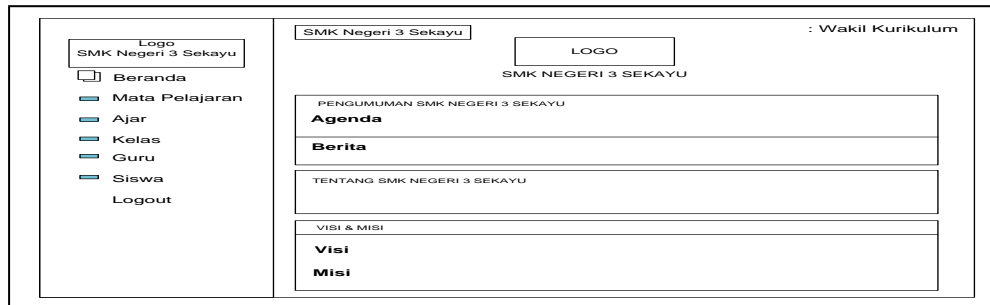 Logo
SMK Negeri 3 Sekayu
Beranda
Mata Pelajaran
Ajar
Kelas
Guru
Siswa
Logout
SMK Negeri 3 Sekayu
: Wakil Kurikulum
LOGO
SMK NEGERI 3 SEKAYU
PENGUMUMAN SMK NEGERI 3 SEKAYU
Agenda
Berita
TENTANG SMK NEGERI 3 SEKAYU
VISI & MISI
Visi
Misi